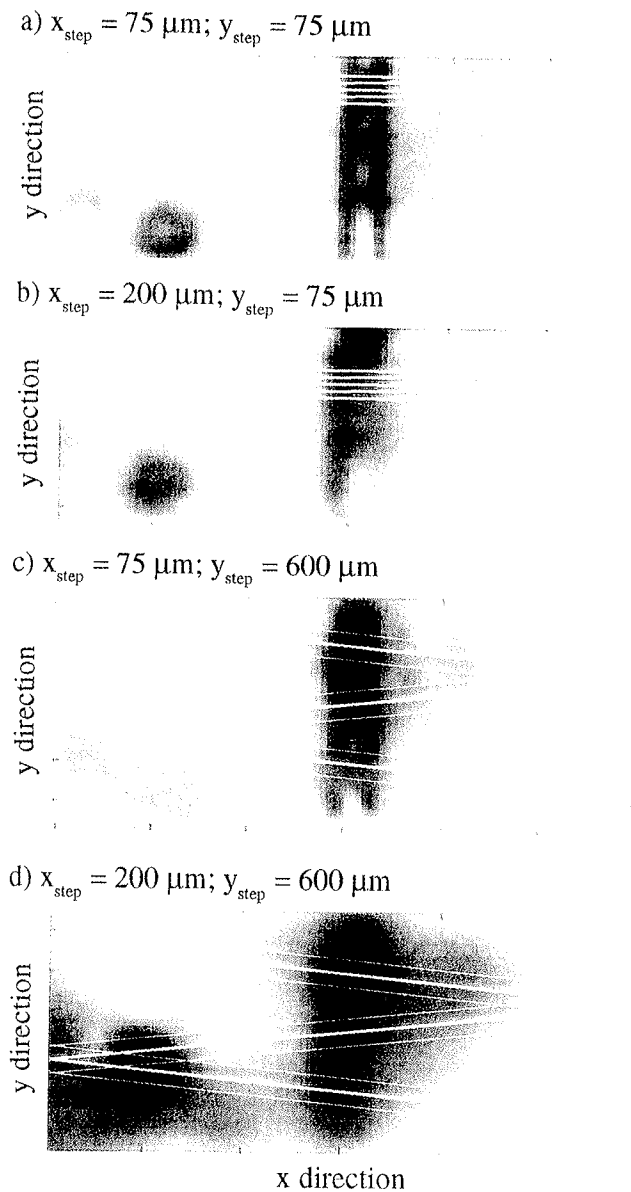 a) x_step = 75 μm; y_step = 75 μm
y direction
b) x_step = 200 μm; y_step = 75 μm
y direction
c) x_step = 75 μm; y_step = 600 μm
y direction
d) x_step = 200 μm; y_step = 600 μm
y direction
x direction